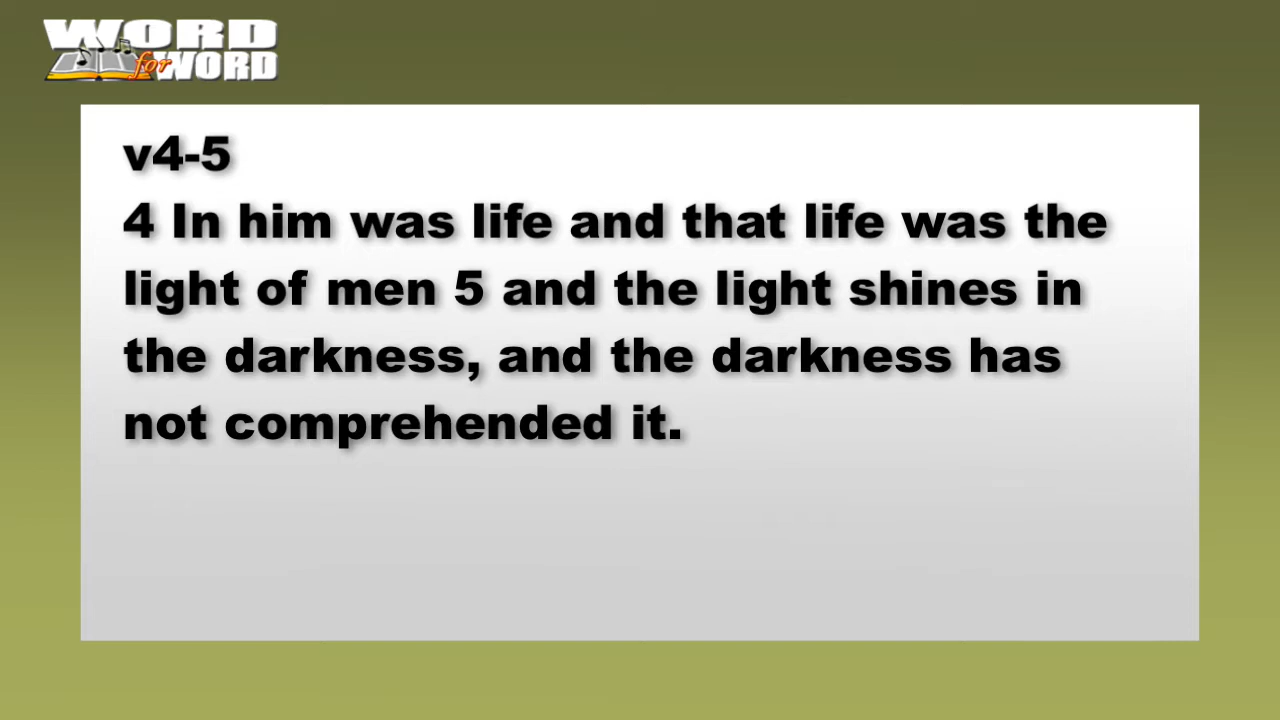 WORD
for WORD
v4-5
4 In him was life and that life was the
light of men 5 and the light shines in
the darkness, and the darkness has
not comprehended it.